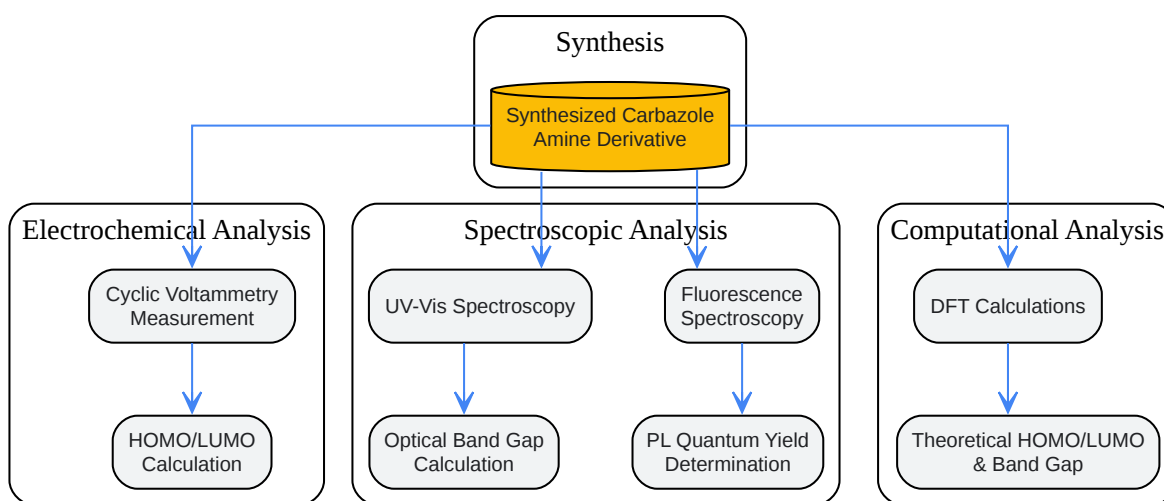 Synthesis
Synthesized Carbazole
Amine Derivative
Electrochemical Analysis
Cyclic Voltammetry
Measurement
HOMO/LUMO
Calculation
Spectroscopic Analysis
UV-Vis Spectroscopy
Fluorescence
Spectroscopy
Optical Band Gap
Calculation
PL Quantum Yield
Determination
Computational Analysis
DFT Calculations
Theoretical HOMO/LUMO
& Band Gap